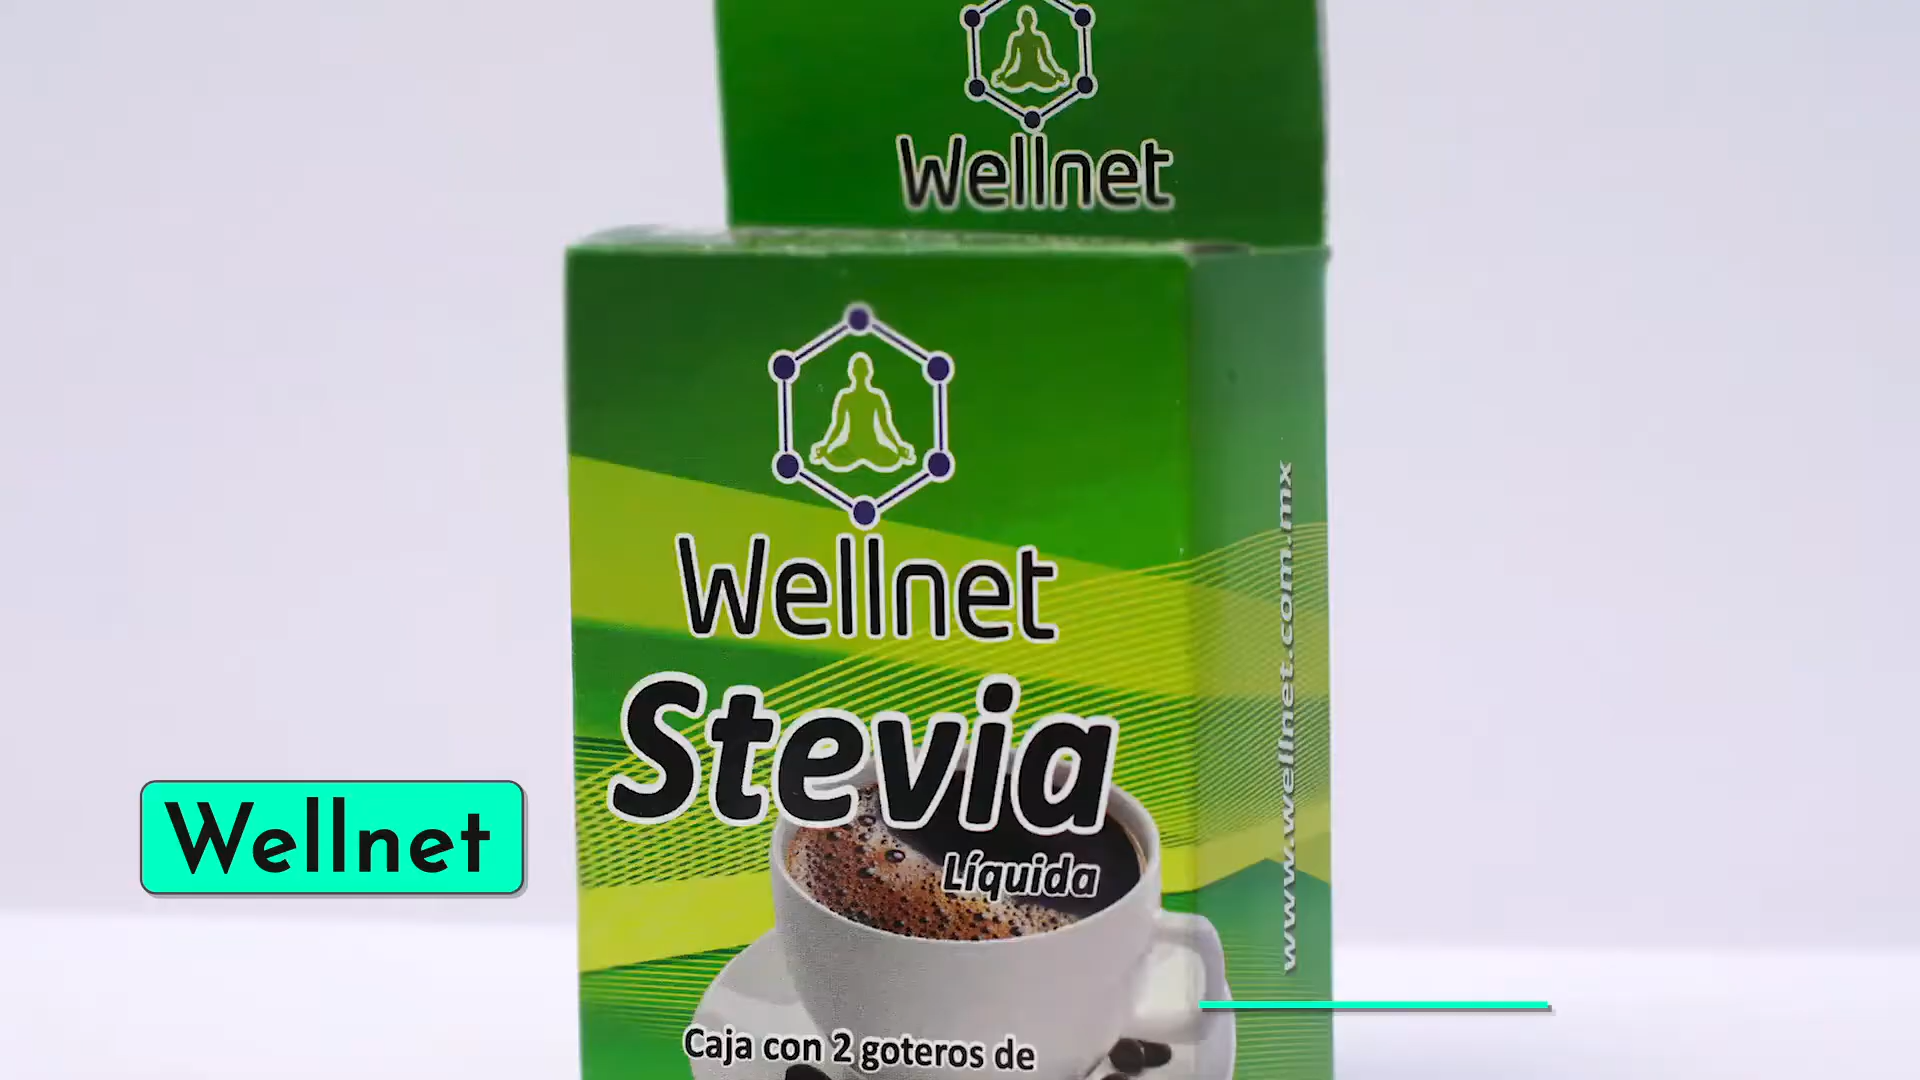 Wellnet
Wellnet
Stevia
Líquida
Caja con 2 goteros de
www.wellnet.com.mx
Wellnet